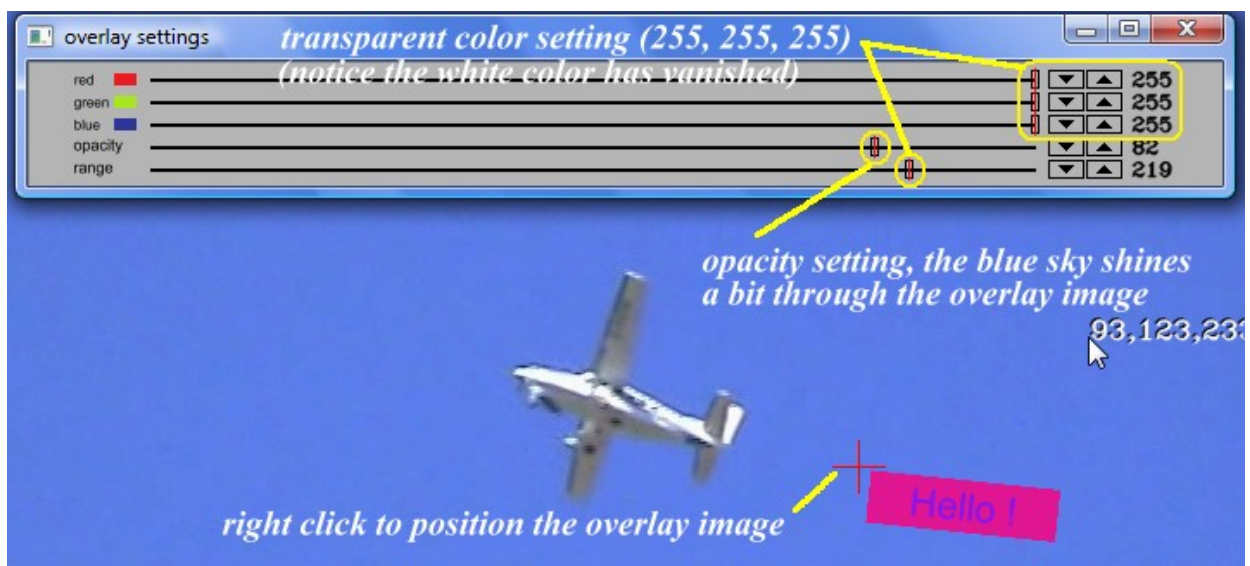 overlay settings
transparent color setting (255, 255, 255)
(notice the white color has vanished)
red 255
green 255
blue 255
opacity 82
range 219
opacity setting, the blue sky shines
a bit through the overlay image
93,123,233
Hello !
right click to position the overlay image